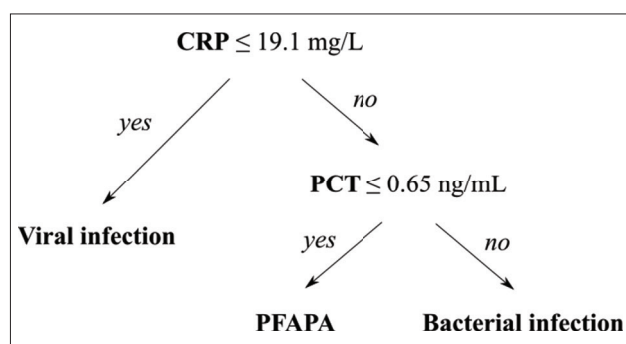 CRP ≤ 19.1 mg/L
yes
no
PCT ≤ 0.65 ng/mL
Viral infection
yes
no
PFAPA
Bacterial infection